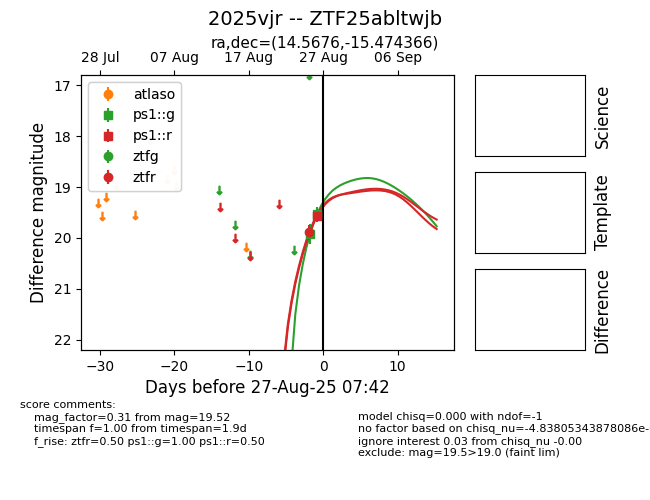 2025vjr -- ZTF25abltwjb
ra,dec=(14.5676,-15.474366)
28 Jul
07 Aug
17 Aug
27 Aug
06 Sep
17
18
19
20
21
22
Difference magnitude
atlaso
ps1::g
ps1::r
ztfg
ztfr
−30
−20
−10
0
10
Days before 27-Aug-25 07:42
Science
Template
Difference
score comments:
mag_factor=0.31 from mag=19.52
timespan f=1.00 from timespan=1.9d
f_rise: ztfr=0.50 ps1::g=1.00 ps1::r=0.50
model chisq=0.000 with ndof=-1
no factor based on chisq_nu=-4.83805343878086e-
ignore interest 0.03 from chisq_nu -0.00
exclude: mag=19.5>19.0 (faint lim)